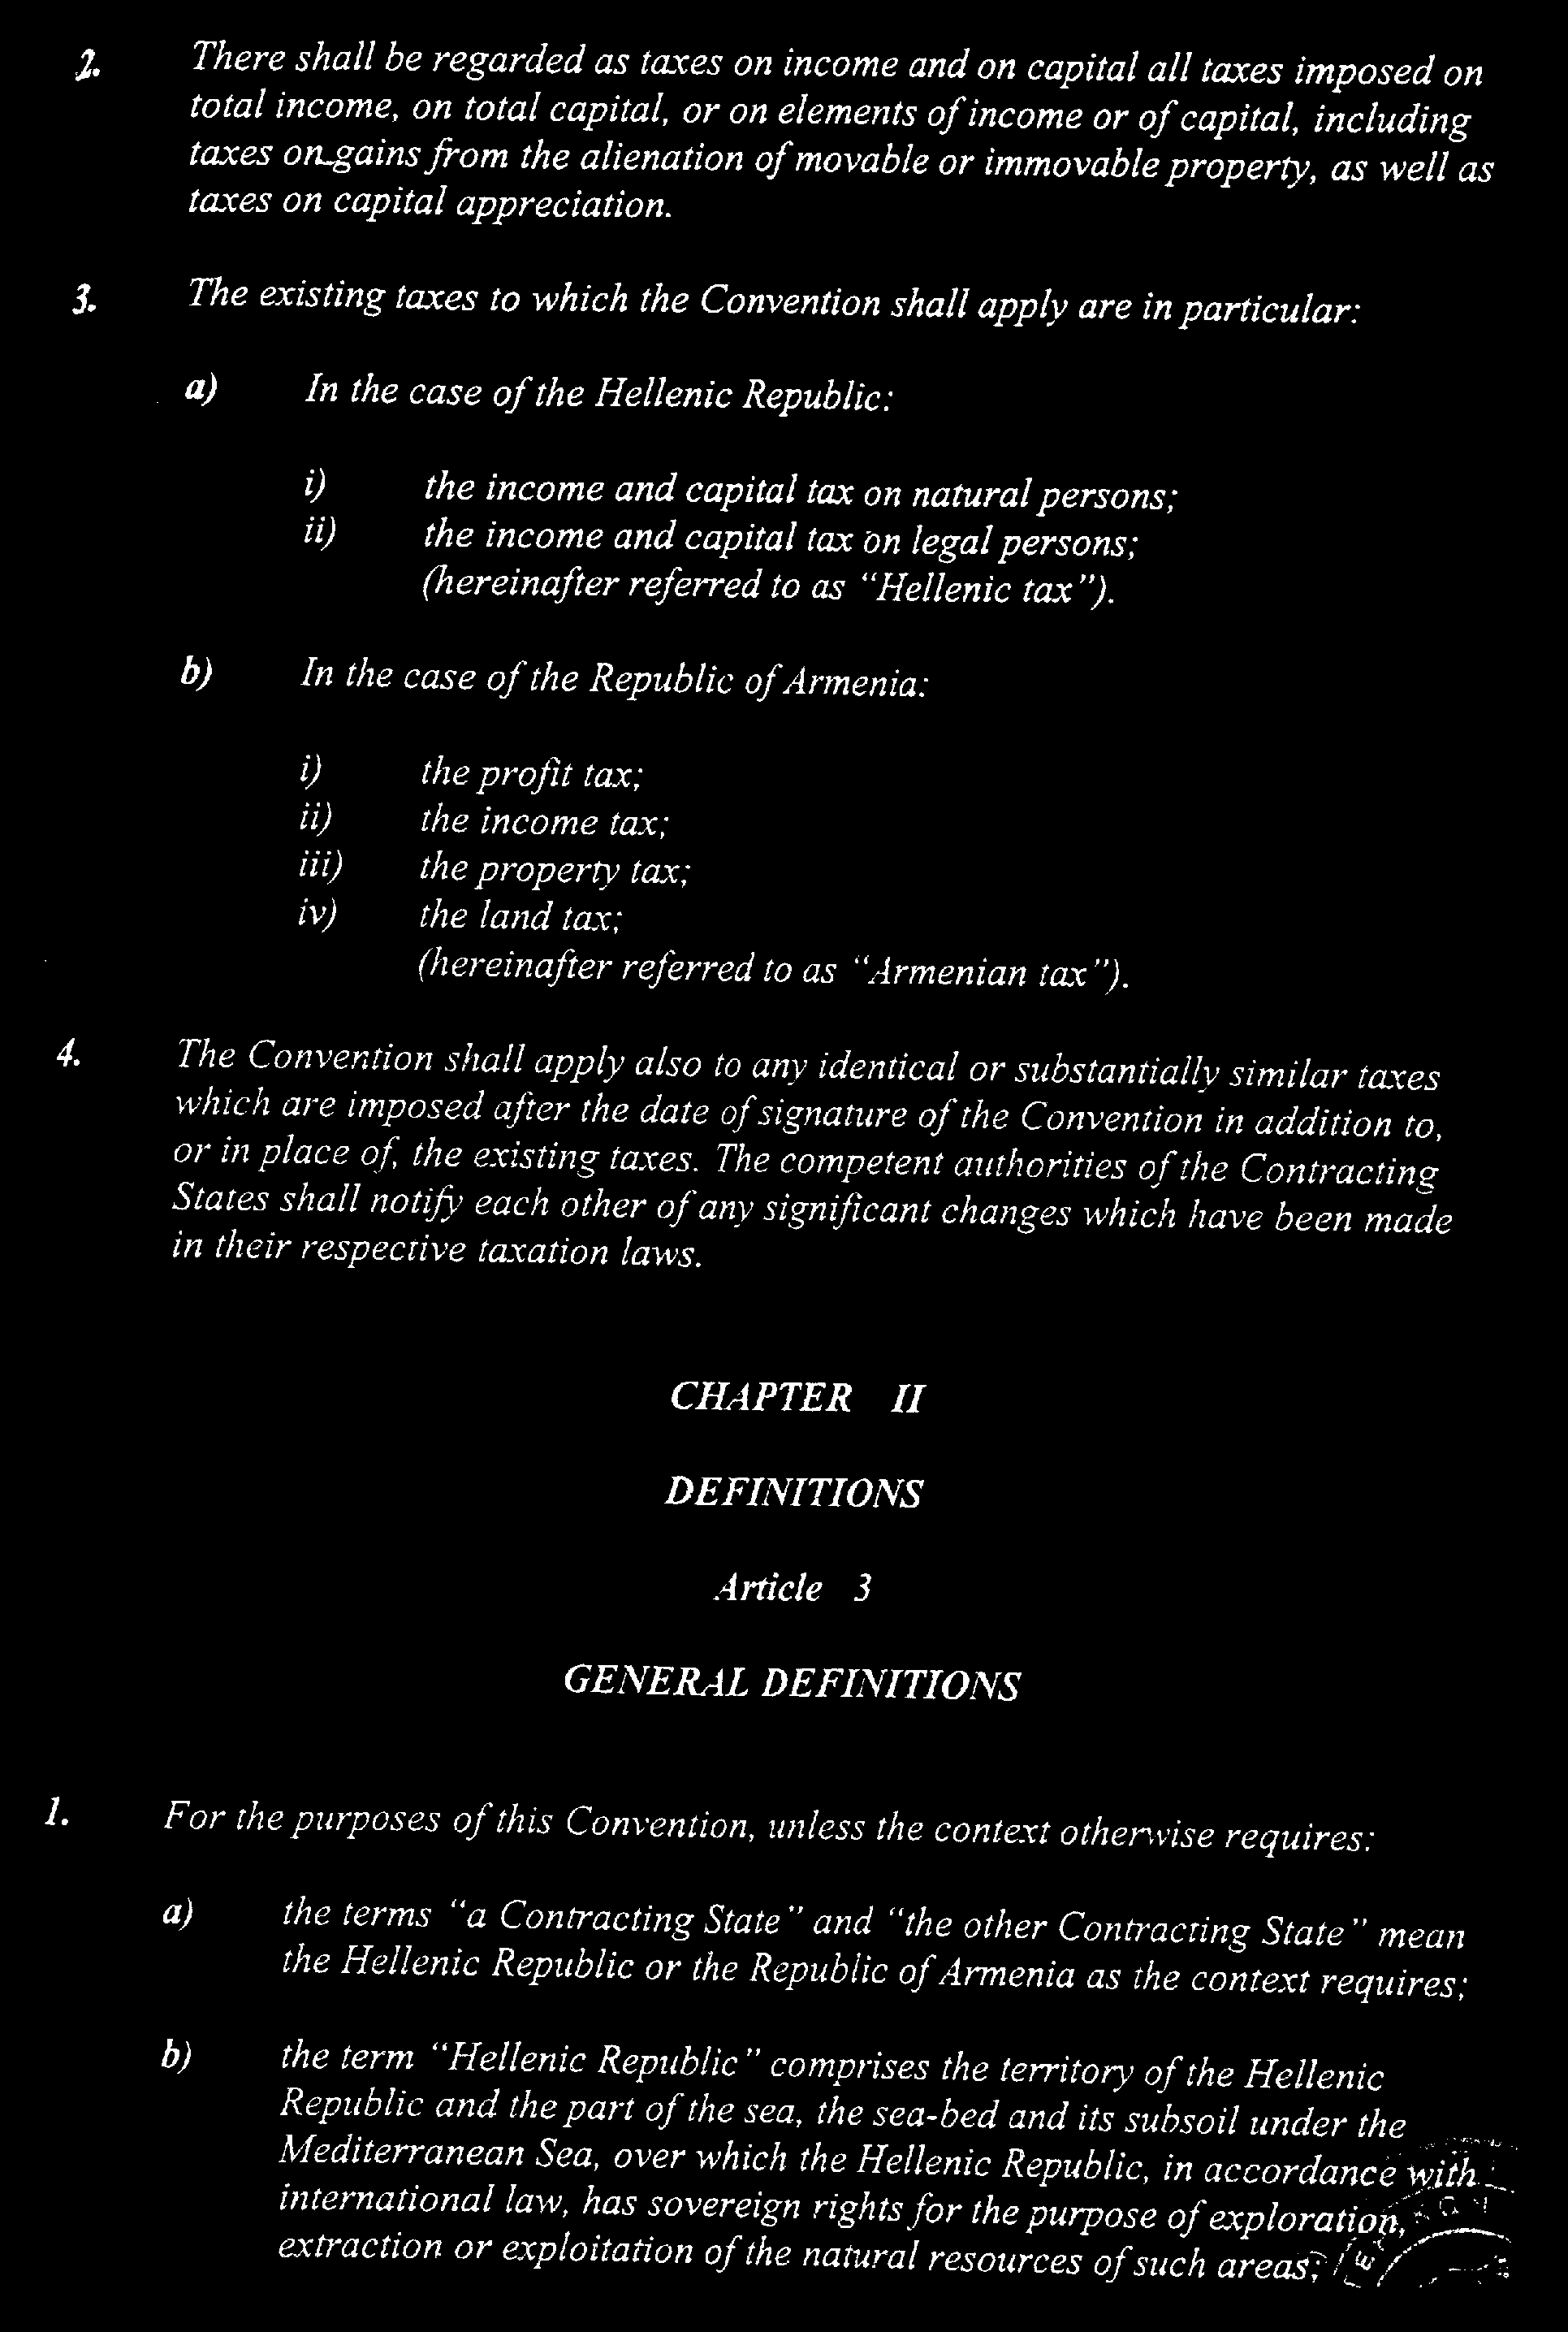 2. There shall be regarded as taxes on income and on capital all taxes imposed on
total income, on total capital, or on elements of income or of capital, including
taxes on gains from the alienation of movable or immovable property, as well as
taxes on capital appreciation.
3. The existing taxes to which the Convention shall apply are in particular:
a) In the case of the Hellenic Republic:
i) the income and capital tax on natural persons;
ii) the income and capital tax on legal persons;
(hereinafter referred to as “Hellenic tax”).
b) In the case of the Republic of Armenia:
i) the profit tax;
ii) the income tax;
iii) the property tax;
iv) the land tax;
(hereinafter referred to as “Armenian tax”).
4. The Convention shall apply also to any identical or substantially similar taxes
which are imposed after the date of signature of the Convention in addition to,
or in place of, the existing taxes. The competent authorities of the Contracting
States shall notify each other of any significant changes which have been made
in their respective taxation laws.
CHAPTER II
DEFINITIONS
Article 3
GENERAL DEFINITIONS
1. For the purposes of this Convention, unless the context otherwise requires:
a) the terms “a Contracting State” and “the other Contracting State” mean
the Hellenic Republic or the Republic of Armenia as the context requires;
b) the term “Hellenic Republic” comprises the territory of the Hellenic
Republic and the part of the sea, the sea-bed and its subsoil under the
Mediterranean Sea, over which the Hellenic Republic, in accordance with
international law, has sovereign rights for the purpose of exploration,
extraction or exploitation of the natural resources of such areas;